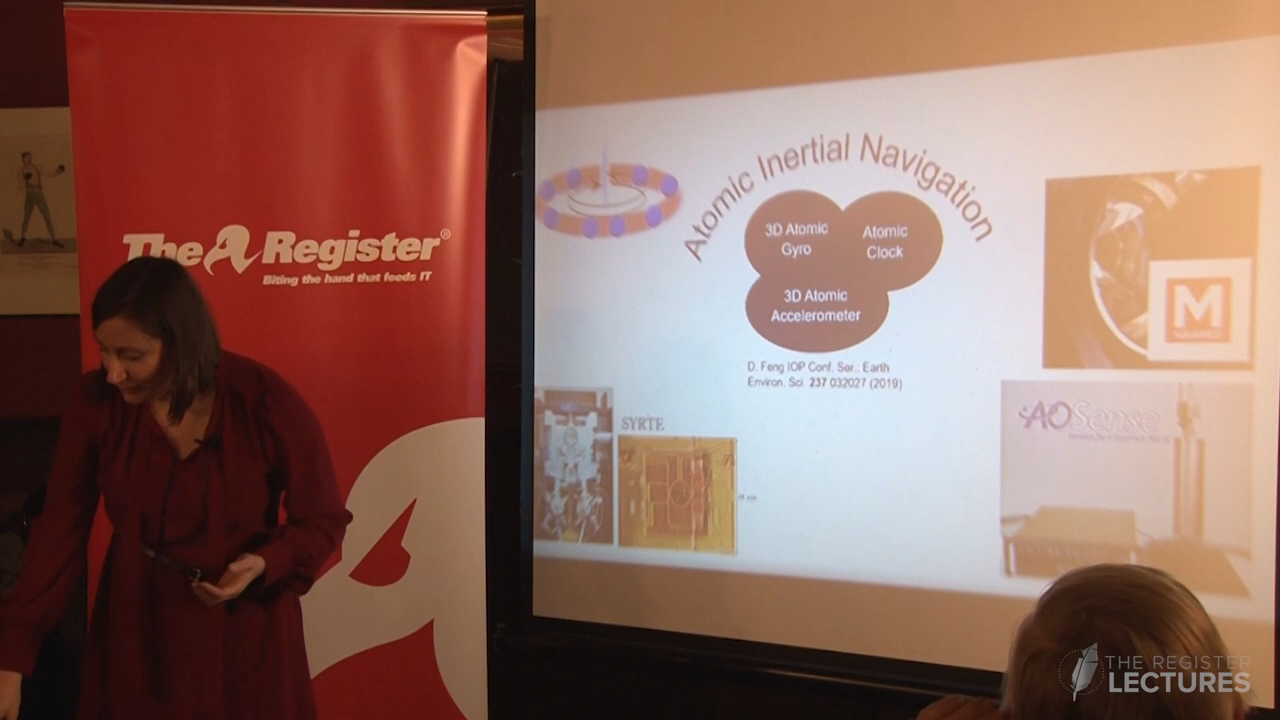 The Register®
Biting the hand that feeds IT
Atomic Inertial Navigation
3D Atomic
Gyro
Atomic
Clock
3D Atomic
Accelerometer
D. Feng IOP Conf. Ser.: Earth
Environ. Sci. 237 032027 (2019)
M
SYRTE
AOSense
THE REGISTER
LECTURES